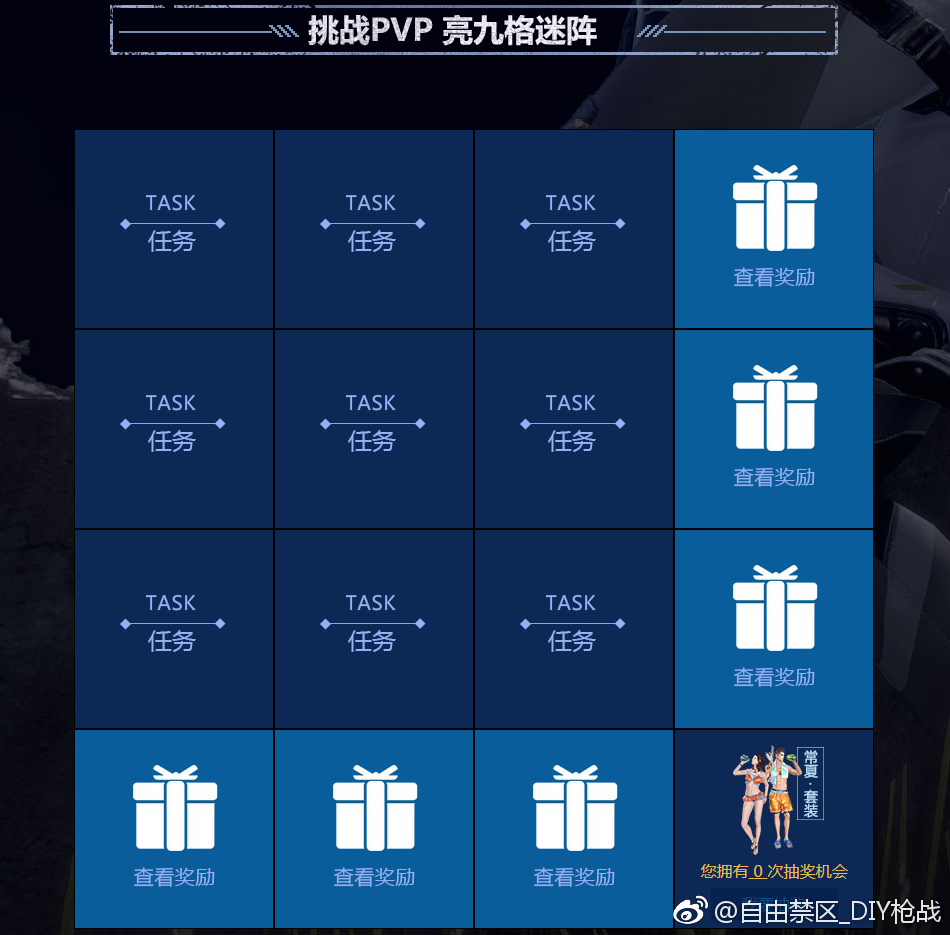 挑战PVP 亮九格迷阵
TASK
任务
TASK
任务
TASK
任务
查看奖励
TASK
任务
TASK
任务
TASK
任务
查看奖励
TASK
任务
TASK
任务
TASK
任务
查看奖励
查看奖励
查看奖励
查看奖励
常夏·套装
您拥有 0 次抽奖机会
@自由禁区_DIY枪战